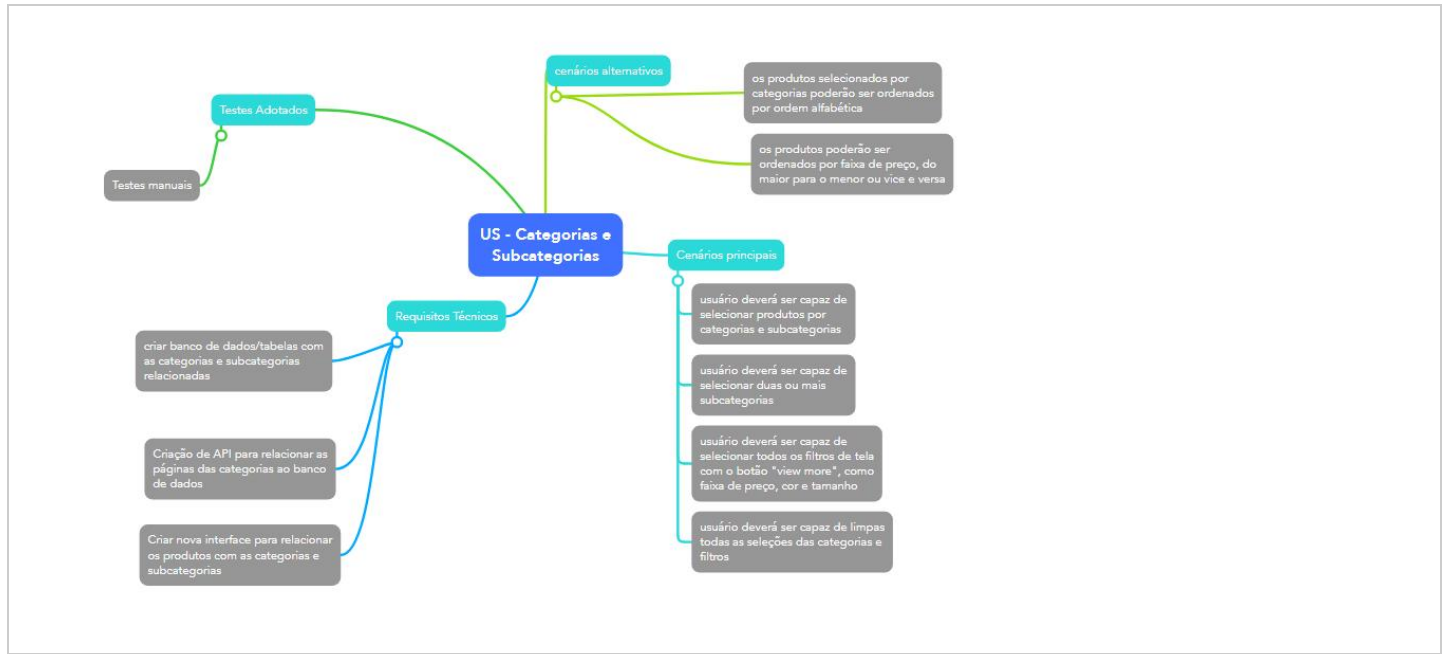 US - Categorias e
Subcategorias
Testes Adotados
Testes manuais
cenários alternativos
os produtos selecionados por
categorias poderão ser ordenados
por ordem alfabética
os produtos poderão ser
ordenados por faixa de preço, do
maior para o menor ou vice e versa
Cenários principais
usuário deverá ser capaz de
selecionar produtos por
categorias e subcategorias
usuário deverá ser capaz de
selecionar duas ou mais
subcategorias
usuário deverá ser capaz de
selecionar todos os filtros de tela
com o botão "view more", como
faixa de preço, cor e tamanho
usuário deverá ser capaz de limpas
todas as seleções das categorias e
filtros
Requisitos Técnicos
criar banco de dados/tabelas com
as categorias e subcategorias
relacionadas
Criação de API para relacionar as
páginas das categorias ao banco
de dados
Criar nova interface para relacionar
os produtos com as categorias e
subcategorias